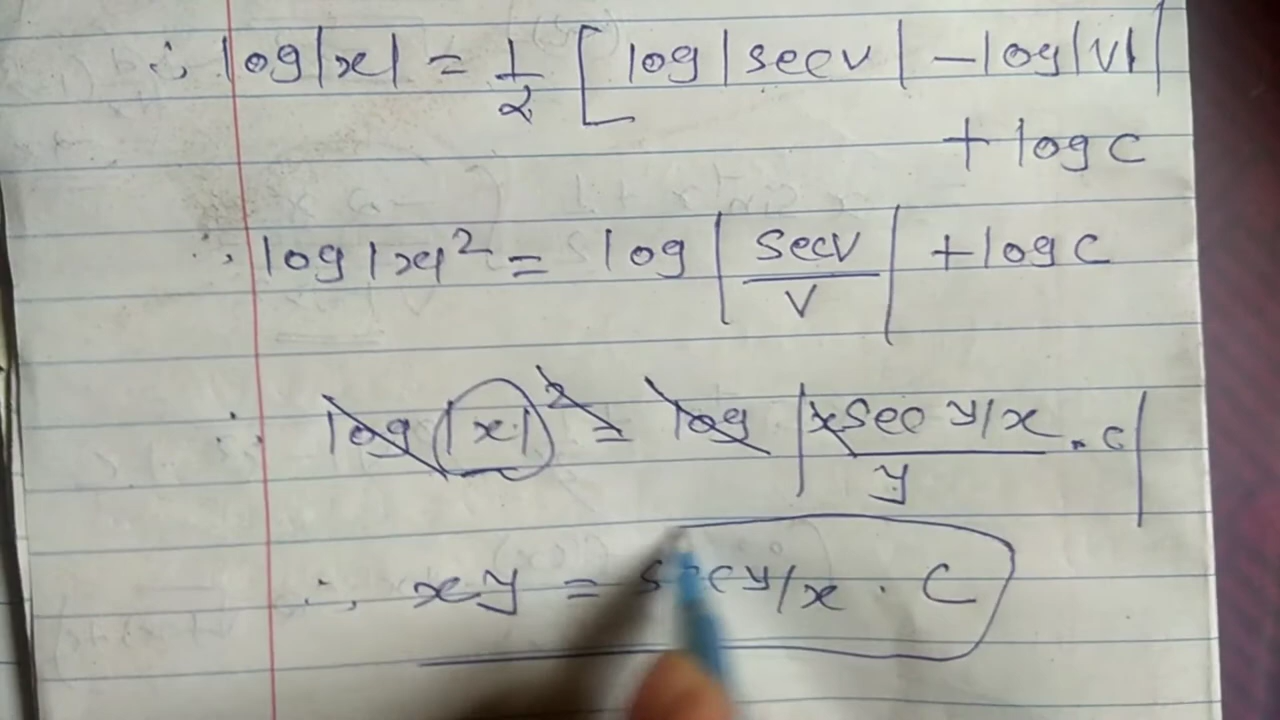 ∴ log|x| = 1/2 [log|secv| - log|v|
+ log c
∴ log|x|² = log |secv/v| + log c
∴ log|x|² = log |x sec y/x / y . c|
∴ xy = sec y/x . C